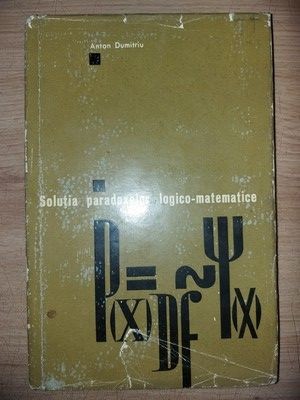 Anton Dumitriu
Soluția paradoxelor logico-matematice
P(x) = Df ~ Ψ(x)